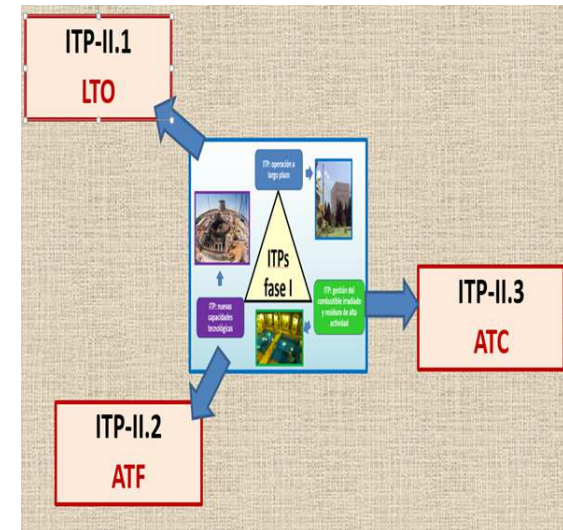 ITP-II.1
LTO
ITP: operación a
largo plazo
ITPs
fase I
ITP: nuevas
capacidades
tecnológicas
ITP: gestión del
combustible irradiado
y residuos de alta
actividad
ITP-II.3
ATC
ITP-II.2
ATF